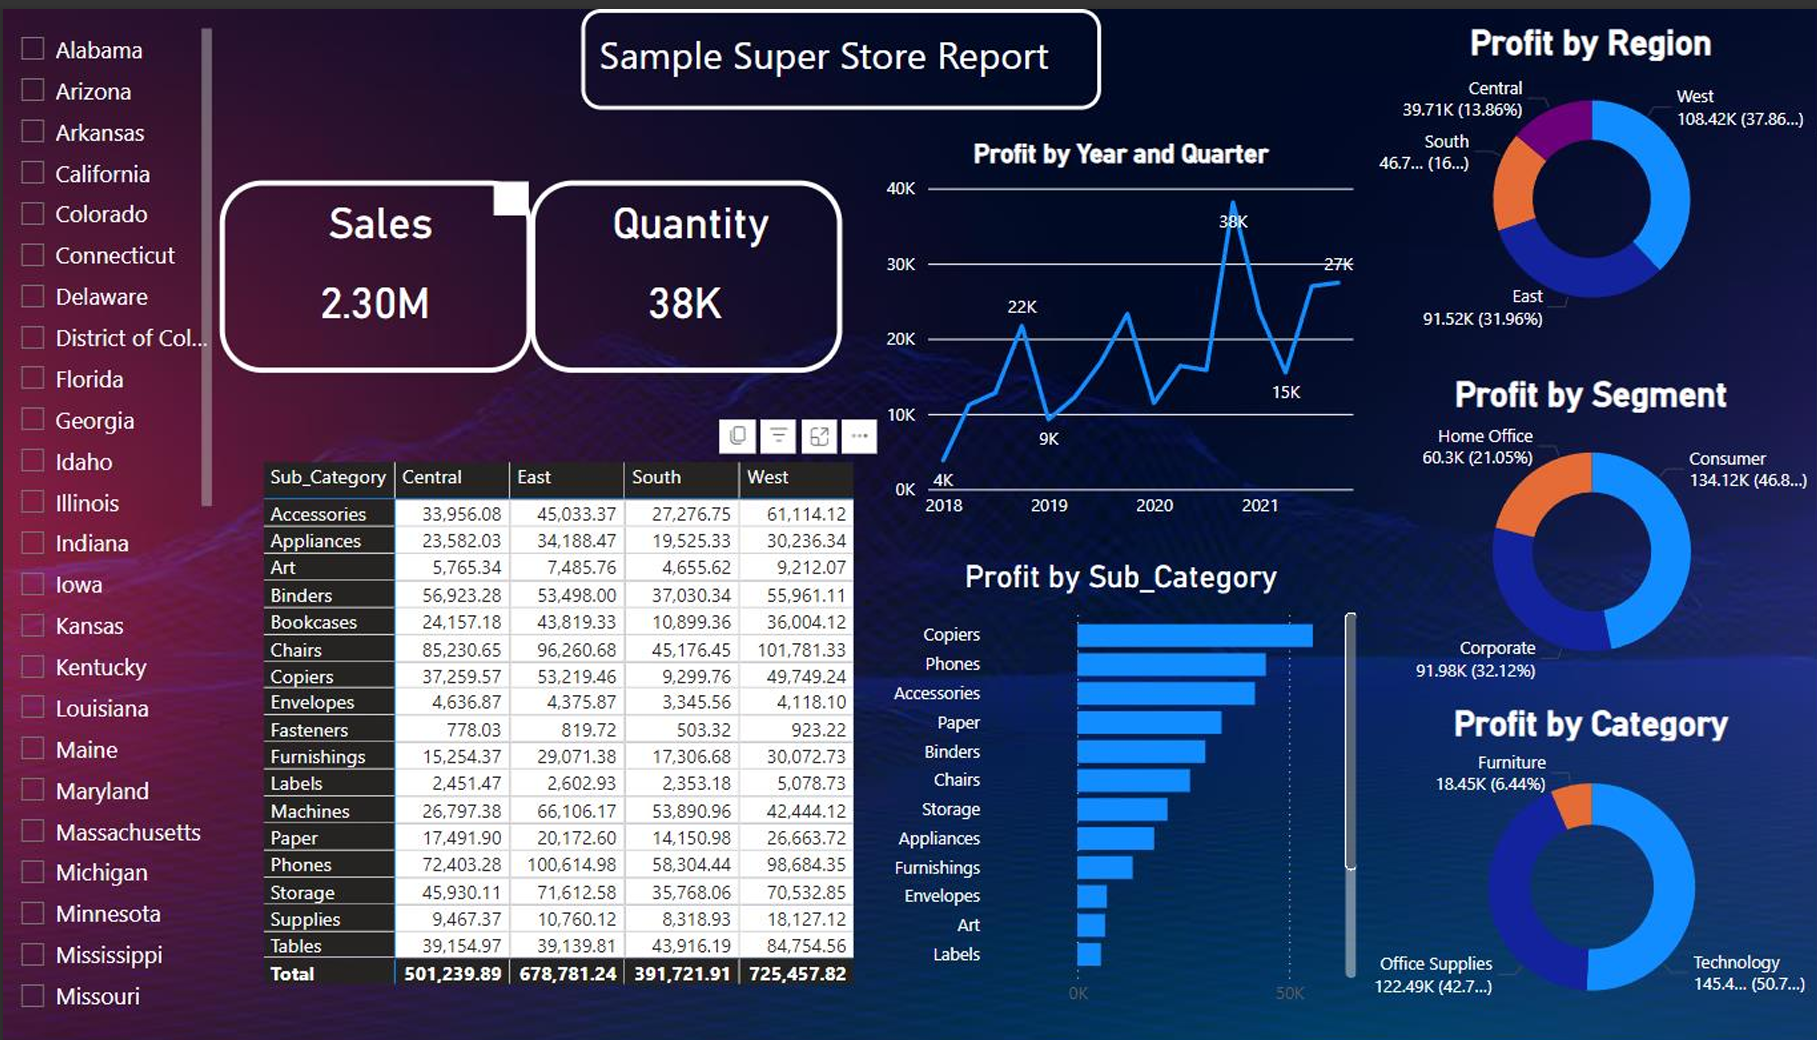 Sample Super Store Report
Alabama
Arizona
Arkansas
California
Colorado
Connecticut
Delaware
District of Col...
Florida
Georgia
Idaho
Illinois
Indiana
Iowa
Kansas
Kentucky
Louisiana
Maine
Maryland
Massachusetts
Michigan
Minnesota
Mississippi
Missouri
Sales
2.30M
Quantity
38K
Sub_Category Central East South West
Accessories 33,956.08 45,033.37 27,276.75 61,114.12
Appliances 23,582.03 34,188.47 19,525.33 30,236.34
Art 5,765.34 7,485.76 4,655.62 9,212.07
Binders 56,923.28 53,498.00 37,030.34 55,961.11
Bookcases 24,157.18 43,819.33 10,899.36 36,004.12
Chairs 85,230.65 96,260.68 45,176.45 101,781.33
Copiers 37,259.57 53,219.46 9,299.76 49,749.24
Envelopes 4,636.87 4,375.87 3,345.56 4,118.10
Fasteners 778.03 819.72 503.32 923.22
Furnishings 15,254.37 29,071.38 17,306.68 30,072.73
Labels 2,451.47 2,602.93 2,353.18 5,078.73
Machines 26,797.38 66,106.17 53,890.96 42,444.12
Paper 17,491.90 20,172.60 14,150.98 26,663.72
Phones 72,403.28 100,614.98 58,304.44 98,684.35
Storage 45,930.11 71,612.58 35,768.06 70,532.85
Supplies 9,467.37 10,760.12 8,318.93 18,127.12
Tables 39,154.97 39,139.81 43,916.19 84,754.56
Total 501,239.89 678,781.24 391,721.91 725,457.82
Profit by Year and Quarter
40K
30K
20K
10K
0K
4K
22K
9K
38K
15K
27K
2018 2019 2020 2021
Profit by Sub_Category
Copiers
Phones
Accessories
Paper
Binders
Chairs
Storage
Appliances
Furnishings
Envelopes
Art
Labels
0K 50K
Profit by Region
Central
39.71K (13.86%)
West
108.42K (37.86...)
South
46.7... (16...)
East
91.52K (31.96%)
Profit by Segment
Home Office
60.3K (21.05%)
Consumer
134.12K (46.8...)
Corporate
91.98K (32.12%)
Profit by Category
Furniture
18.45K (6.44%)
Office Supplies
122.49K (42.7...)
Technology
145.4... (50.7...)